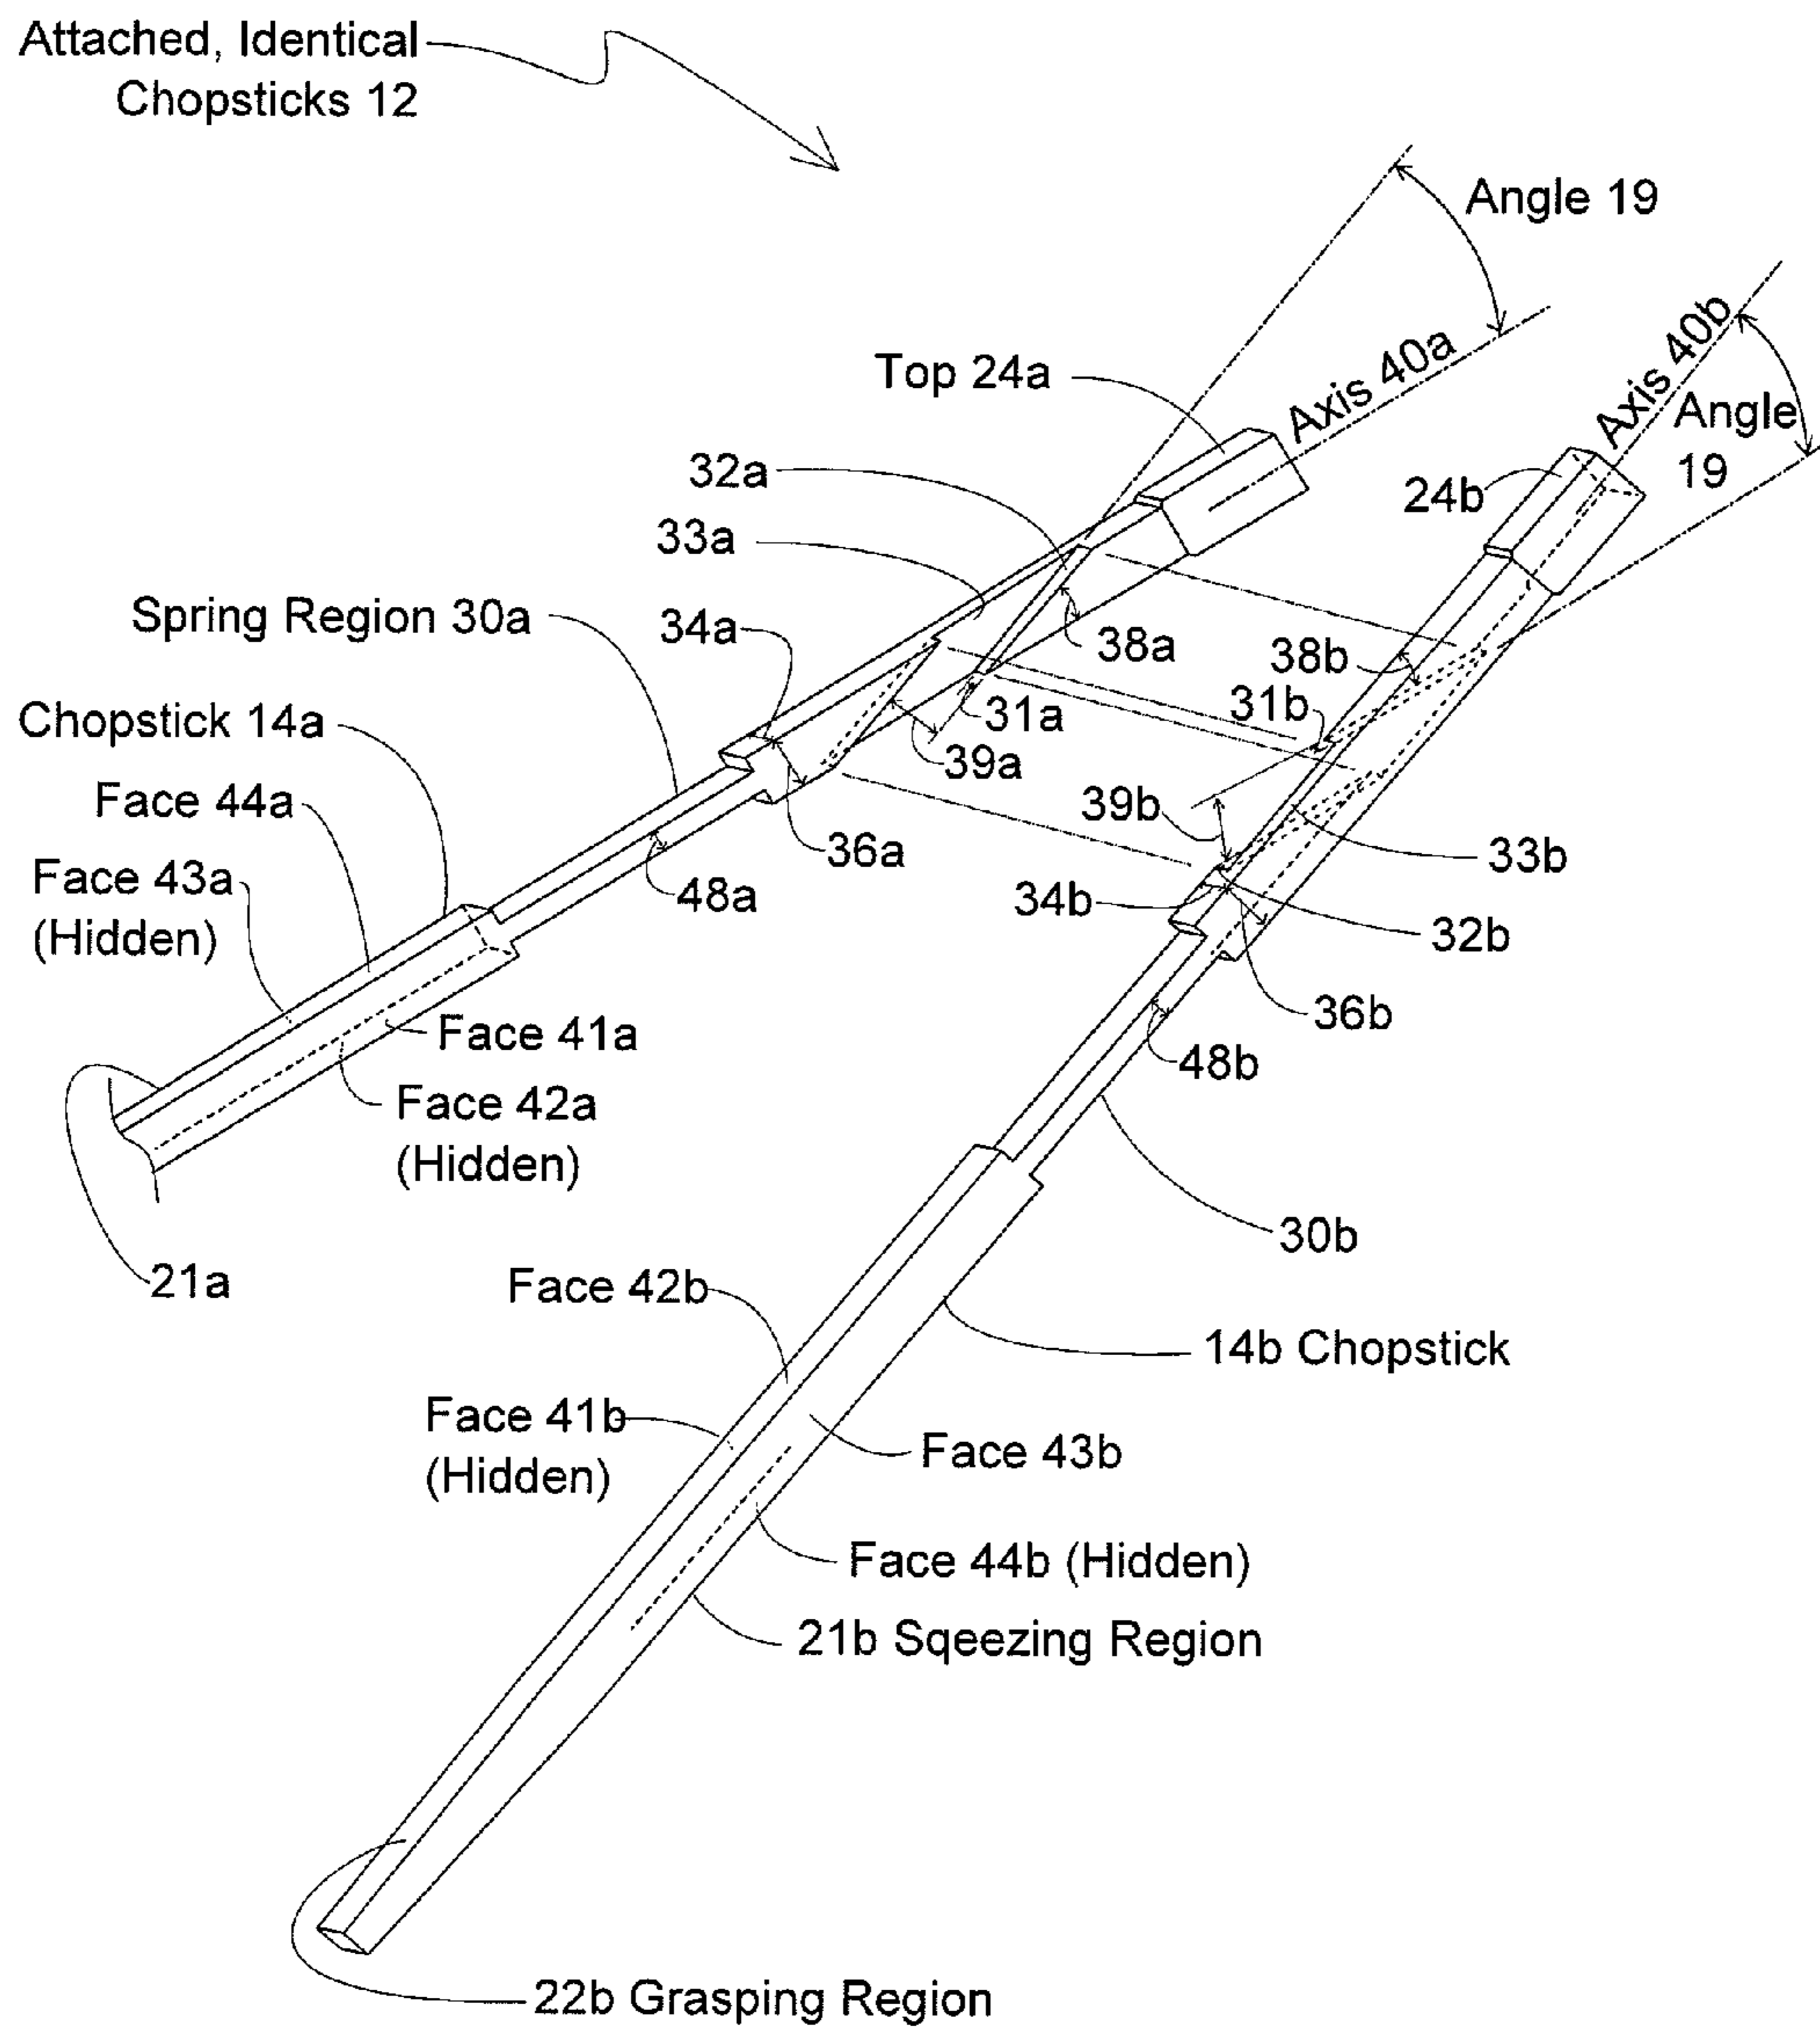 Attached, Identical
Chopsticks 12
Angle 19
Axis 40a
Axis 40b
Angle
19
Top 24a
32a
24b
33a
Spring Region 30a
34a
38a
38b
31a
31b
Chopstick 14a
39a
39b
Face 44a
36a
33b
Face 43a
(Hidden)
48a
34b
32b
36b
Face 41a
48b
Face 42a
(Hidden)
30b
21a
Face 42b
14b Chopstick
Face 41b
(Hidden)
Face 43b
Face 44b (Hidden)
21b Sqeezing Region
22b Grasping Region